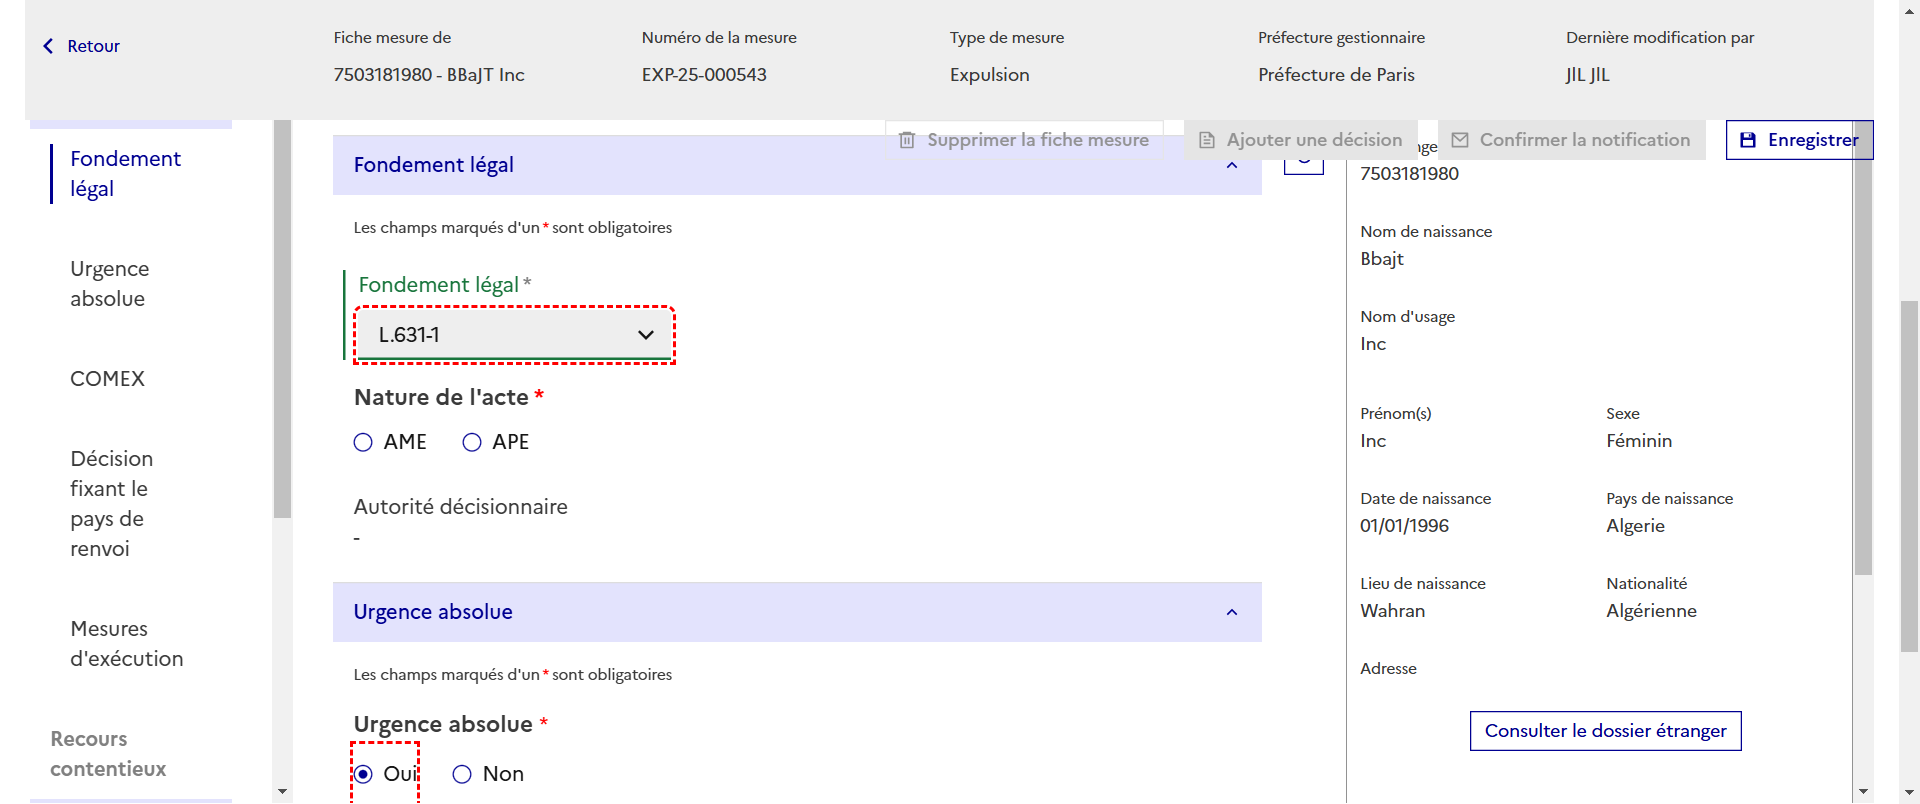 Retour
Fiche mesure de
7503181980 - BBaJT Inc
Numéro de la mesure
EXP-25-000543
Type de mesure
Expulsion
Préfecture gestionnaire
Préfecture de Paris
Dernière modification par
JIL JIL
Supprimer la fiche mesure
Ajouter une décision
Confirmer la notification
Enregistrer
Fondement
légal
Urgence
absolue
COMEX
Décision
fixant le
pays de
renvoi
Mesures
d'exécution
Recours
contentieux
Fondement légal
Les champs marqués d'un * sont obligatoires
Fondement légal *
L.631-1
Nature de l'acte *
AME APE
Autorité décisionnaire
-
Urgence absolue
Les champs marqués d'un * sont obligatoires
Urgence absolue *
Oui Non
7503181980
Nom de naissance
Bbajt
Nom d'usage
Inc
Prénom(s)
Inc
Sexe
Féminin
Date de naissance
01/01/1996
Pays de naissance
Algerie
Lieu de naissance
Wahran
Nationalité
Algérienne
Adresse
Consulter le dossier étranger